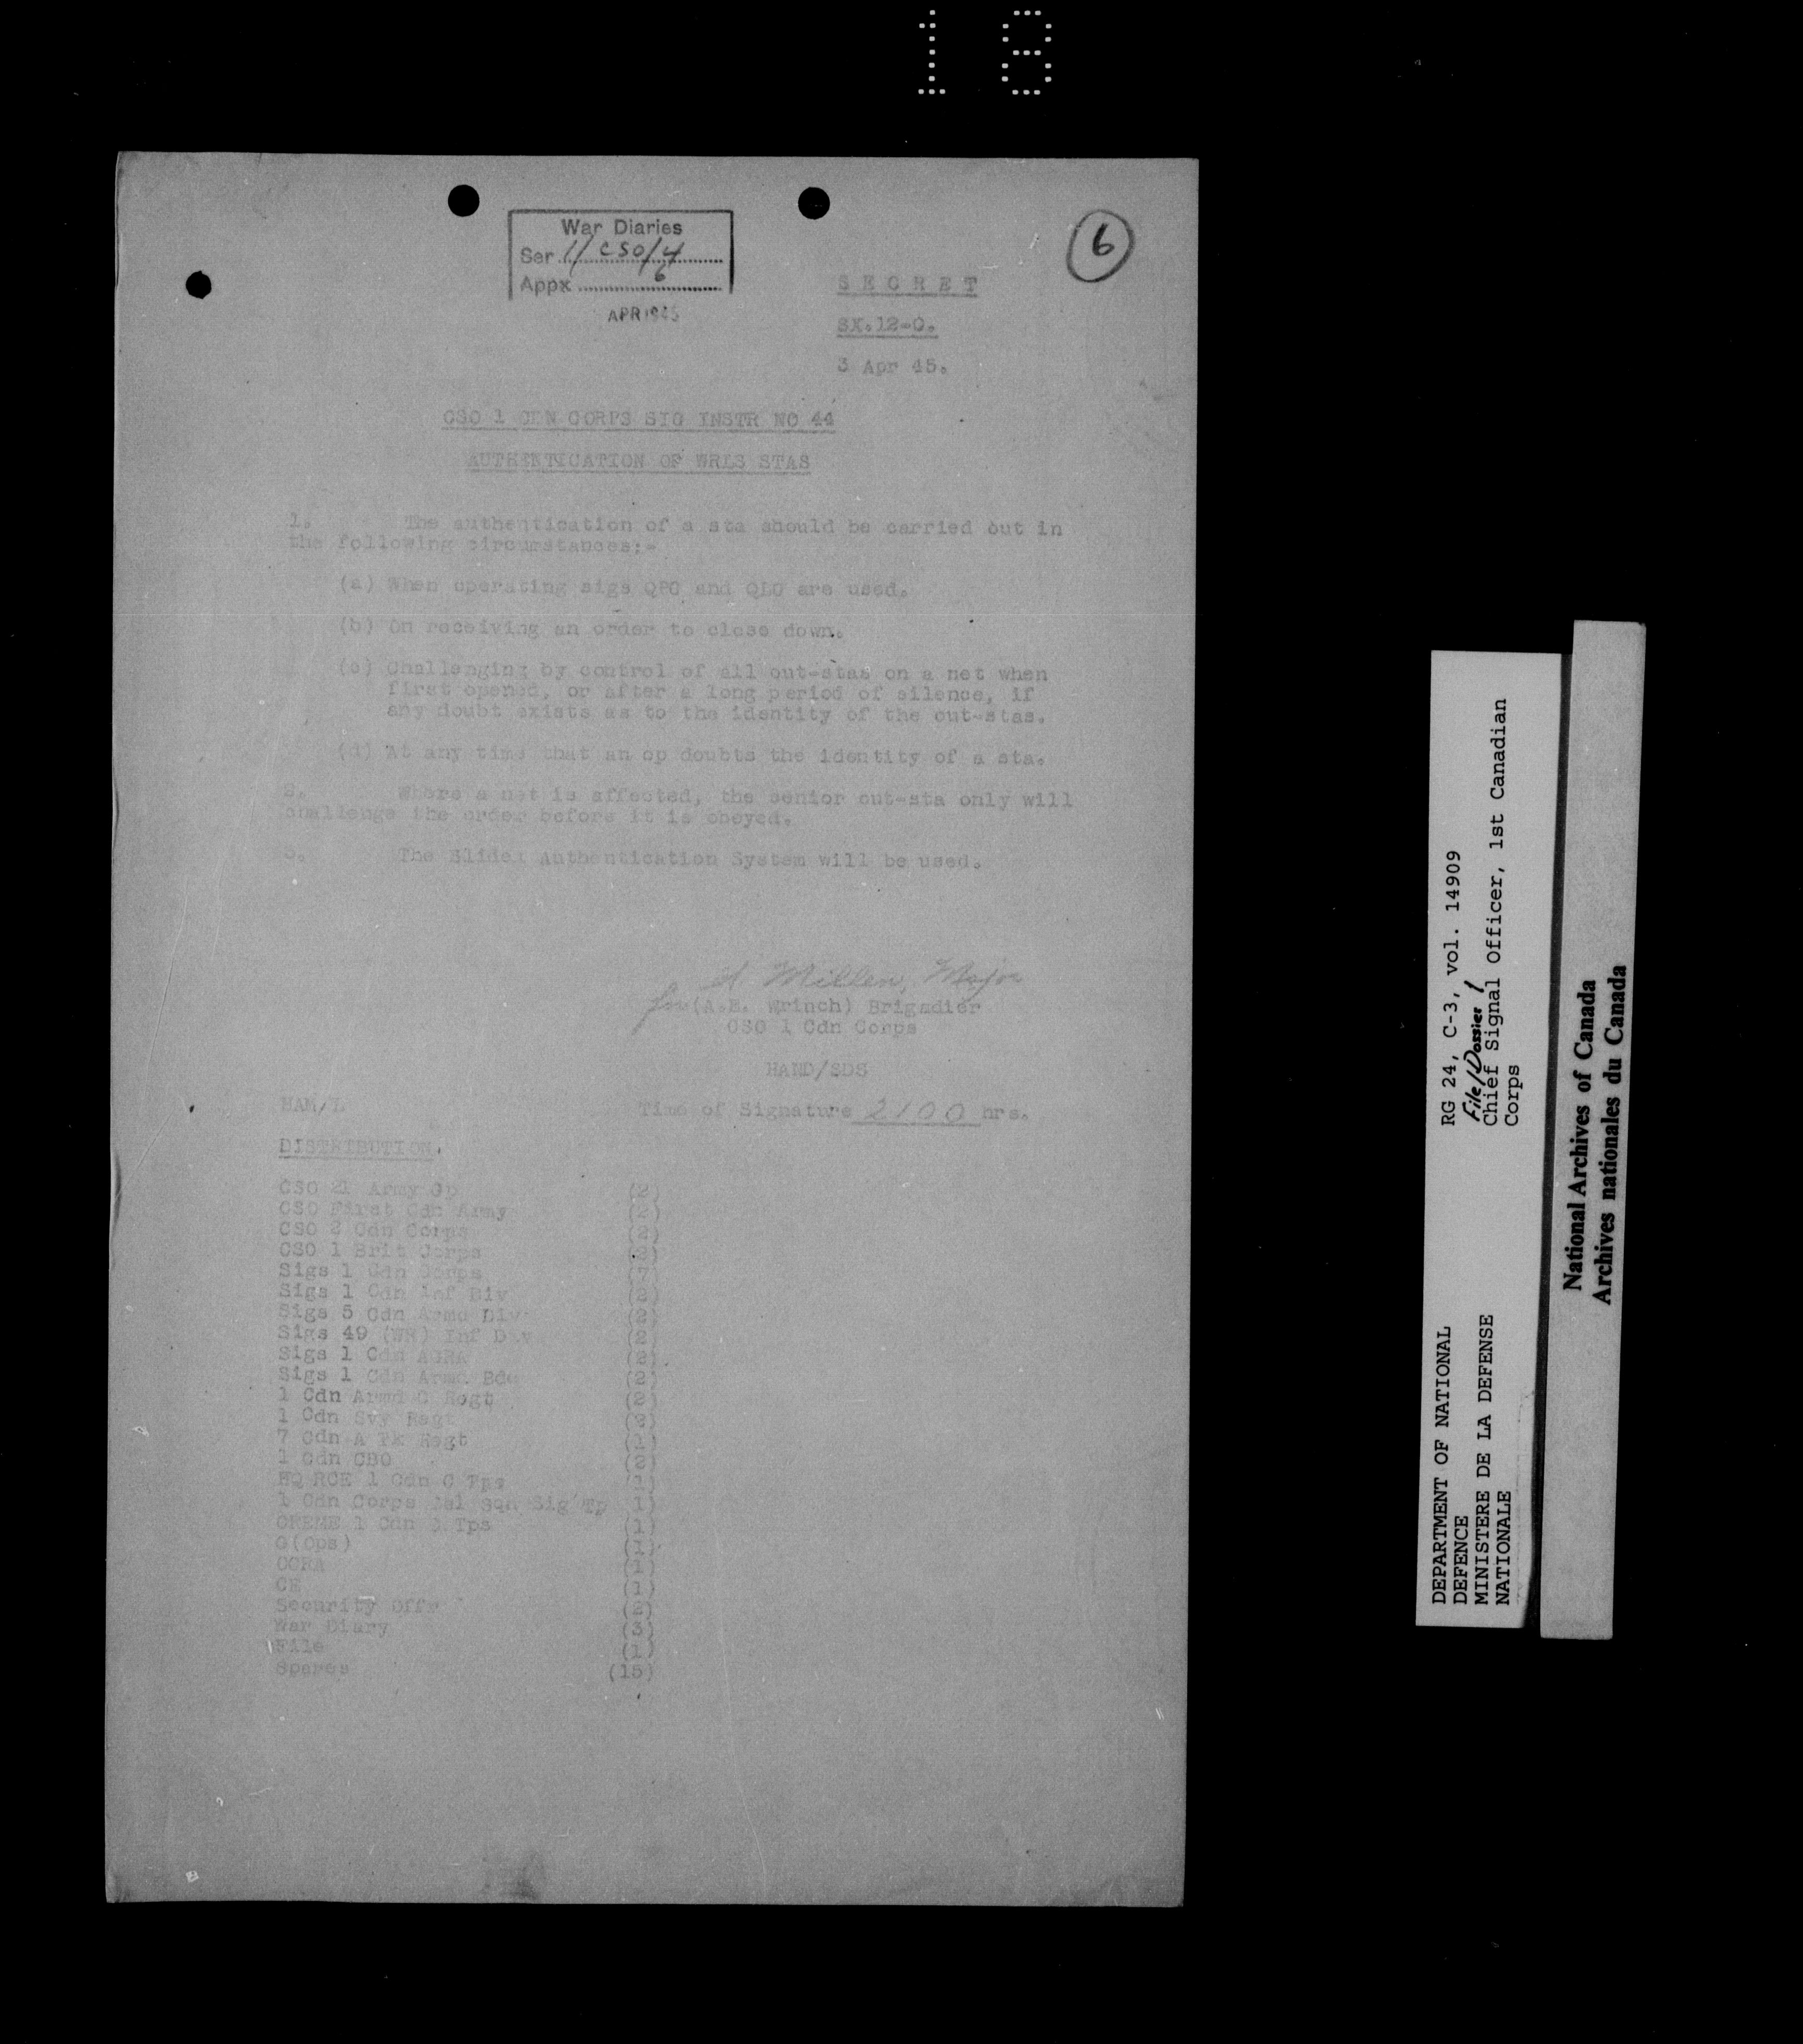 18
War Diaries
Ser 11/CSO/4
Appx 6
APR 1945
6
SECRET
SX.12-0.
3 Apr 45.
CSO 1 CDN CORPS SIG INSTR NO 44
AUTHENTICATION OF WRLS STAS
1. The authentication of a sta should be carried out in
the following circumstances:-
(a) When operating sigs QPO and QLO are used.
(b) On receiving an order to close down.
(c) Challenging by control of all out-stas on a net when
first opened, or after a long period of silence, if
any doubt exists as to the identity of the out-stas.
(d) At any time that an op doubts the identity of a sta.
2. Where a net is affected, the senior out-sta only will
challenge the order before it is obeyed.
3. The Slidex Authentication System will be used.
Millen, Major
for (A.E. Wrinch) Brigadier
CSO 1 Cdn Corps
HAND/SDS
Time of Signature 2100 hrs.
DISTRIBUTION.
CSO 21 Army Gp (2)
CSO First Cdn Army (2)
CSO 2 Cdn Corps (2)
CSO 1 Brit Corps (2)
Sigs 1 Cdn Corps
Sigs 1 Cdn Inf Div (2)
Sigs 5 Cdn Armd Div (2)
Sigs 49 (WR) Inf Div (2)
Sigs 1 Cdn AGRA (2)
Sigs 1 Cdn Armd Bde (2)
1 Cdn Armd C Regt (2)
1 Cdn Svy Regt (2)
7 Cdn A Tk Regt (1)
1 Cdn CBO (2)
HQ RCE 1 Cdn C Tps (1)
1 Cdn Corps Sig Tp (1)
CREME 1 Cdn C Tps (1)
G(Ops) (1)
CCRA (1)
CE (1)
Security Offr (2)
War Diary (3)
File (1)
Spares (15)
RG 24, C-3, vol. 14909
File/Dossier 1
Chief Signal Officer, 1st Canadian
Corps
DEPARTMENT OF NATIONAL
DEFENCE
MINISTERE DE LA DEFENSE
NATIONALE
National Archives of Canada
Archives nationales du Canada